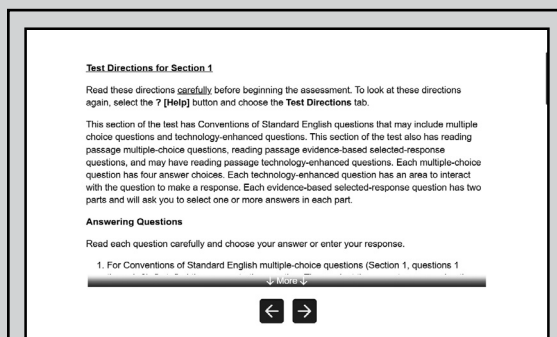 Test Directions for Section 1
Read these directions carefully before beginning the assessment. To look at these directions
again, select the ? [Help] button and choose the Test Directions tab.
This section of the test has Conventions of Standard English questions that may include multiple
choice questions and technology-enhanced questions. This section of the test also has reading
passage multiple-choice questions, reading passage evidence-based selected-response
questions, and may have reading passage technology-enhanced questions. Each multiple-choice
question has four answer choices. Each technology-enhanced question has an area to interact
with the question to make a response. Each evidence-based selected-response question has two
parts and will ask you to select one or more answers in each part.
Answering Questions
Read each question carefully and choose your answer or enter your response.
1. For Conventions of Standard English multiple-choice questions (Section 1, questions 1
↓ More ↓